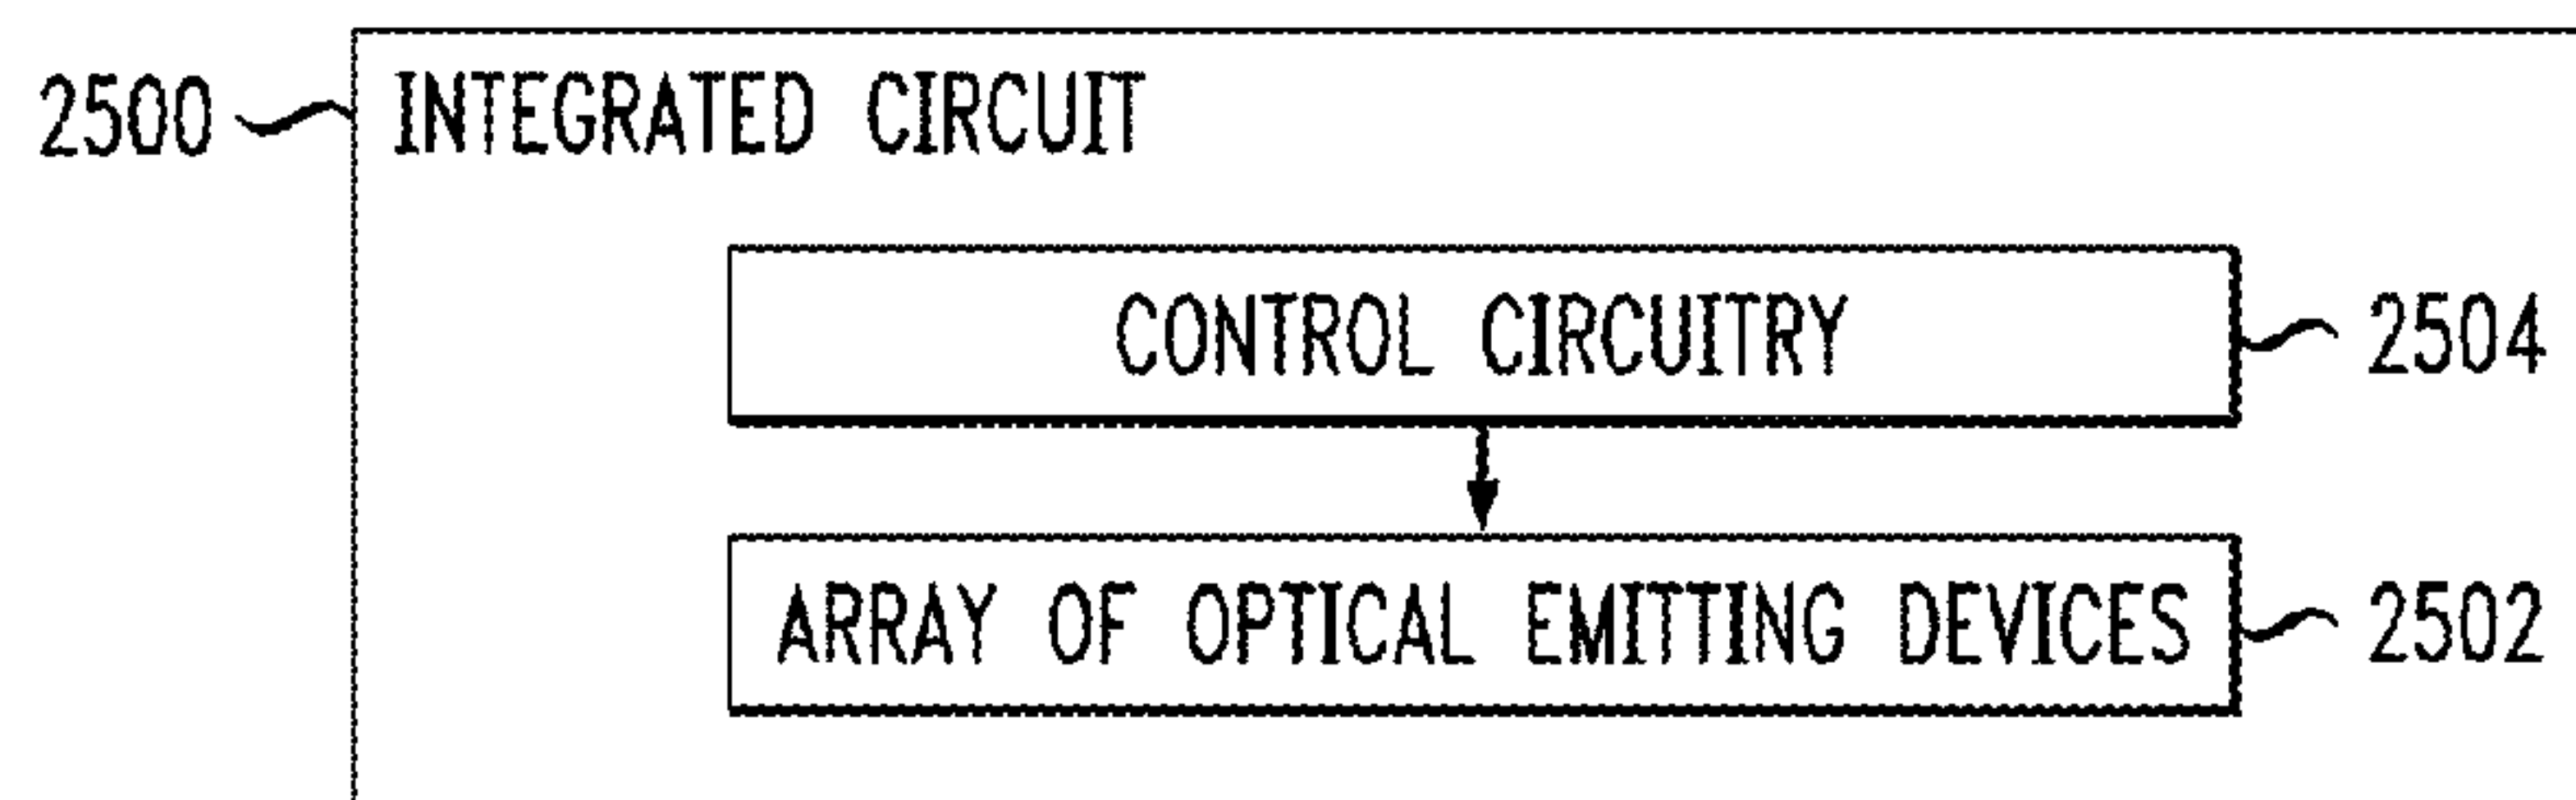 2500 INTEGRATED CIRCUIT
CONTROL CIRCUITRY 2504
ARRAY OF OPTICAL EMITTING DEVICES 2502